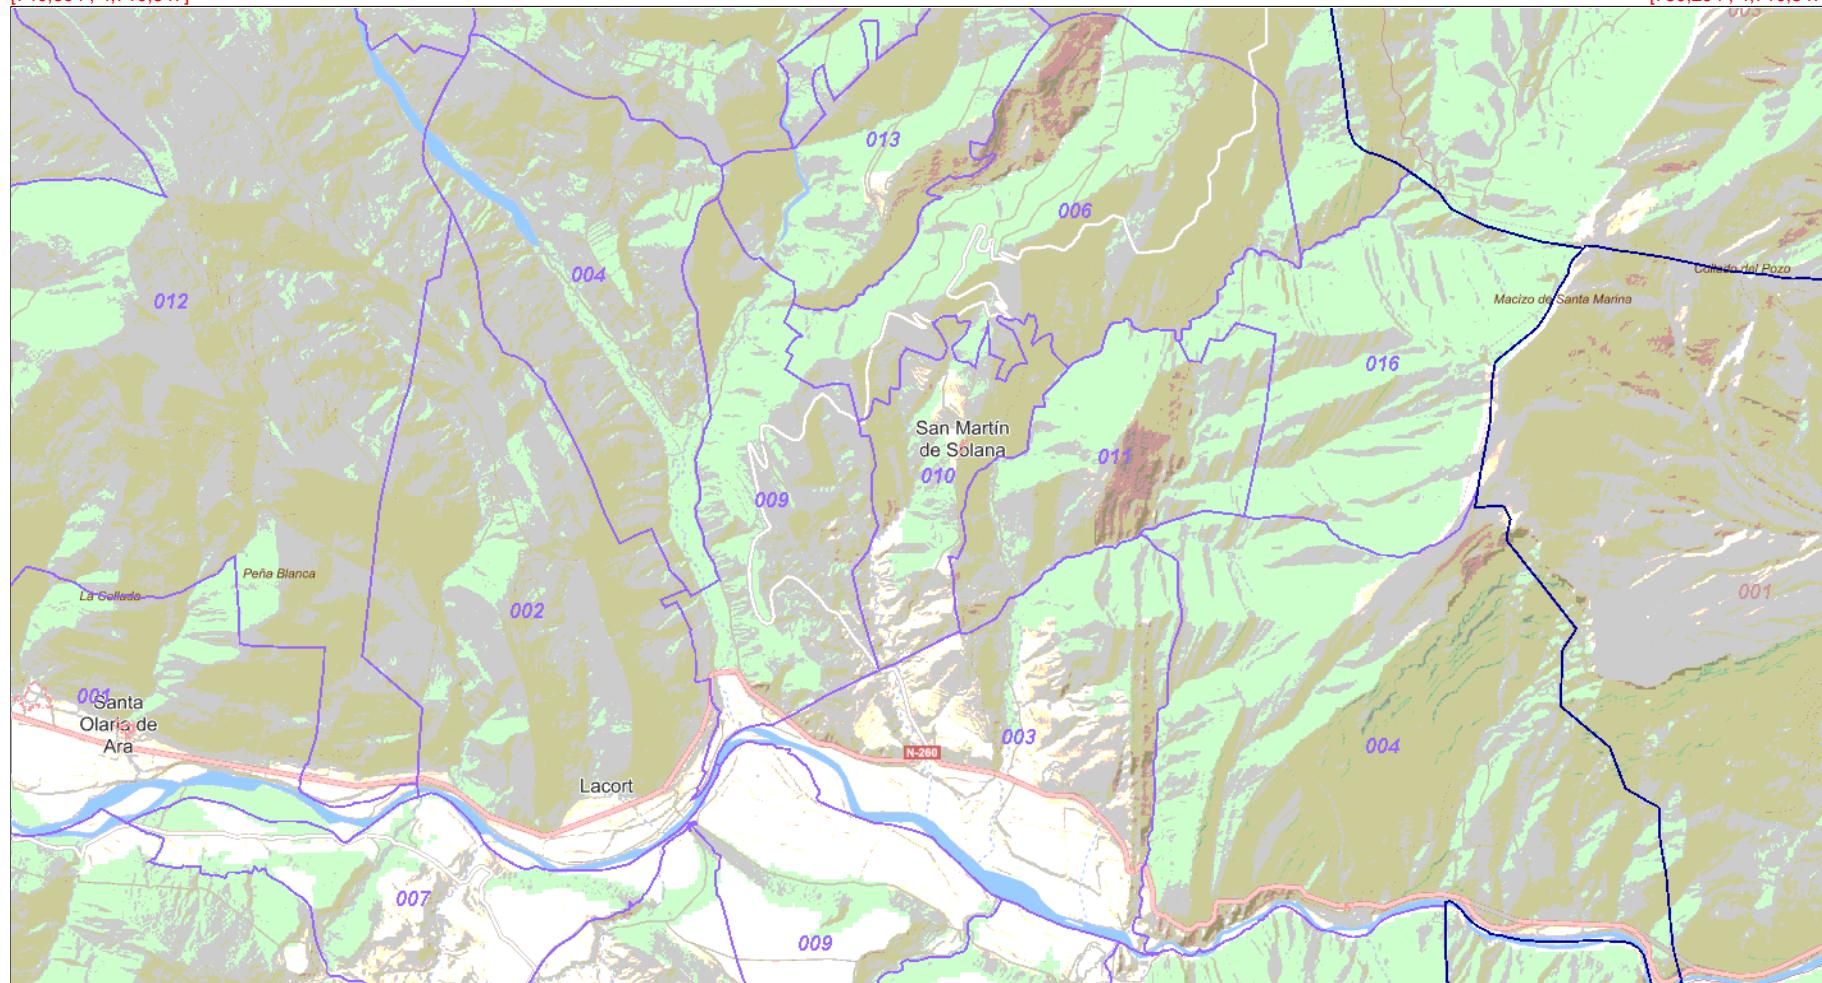 003
013
006
004
Collado del Pozo
012
Macizo de Santa Marina
016
San Martín
de Solana
011
010
009
Peña Blanca
La Collada
001
002
001
Santa
Olaria de
Ara
003
004
N-260
Lacort
007
009